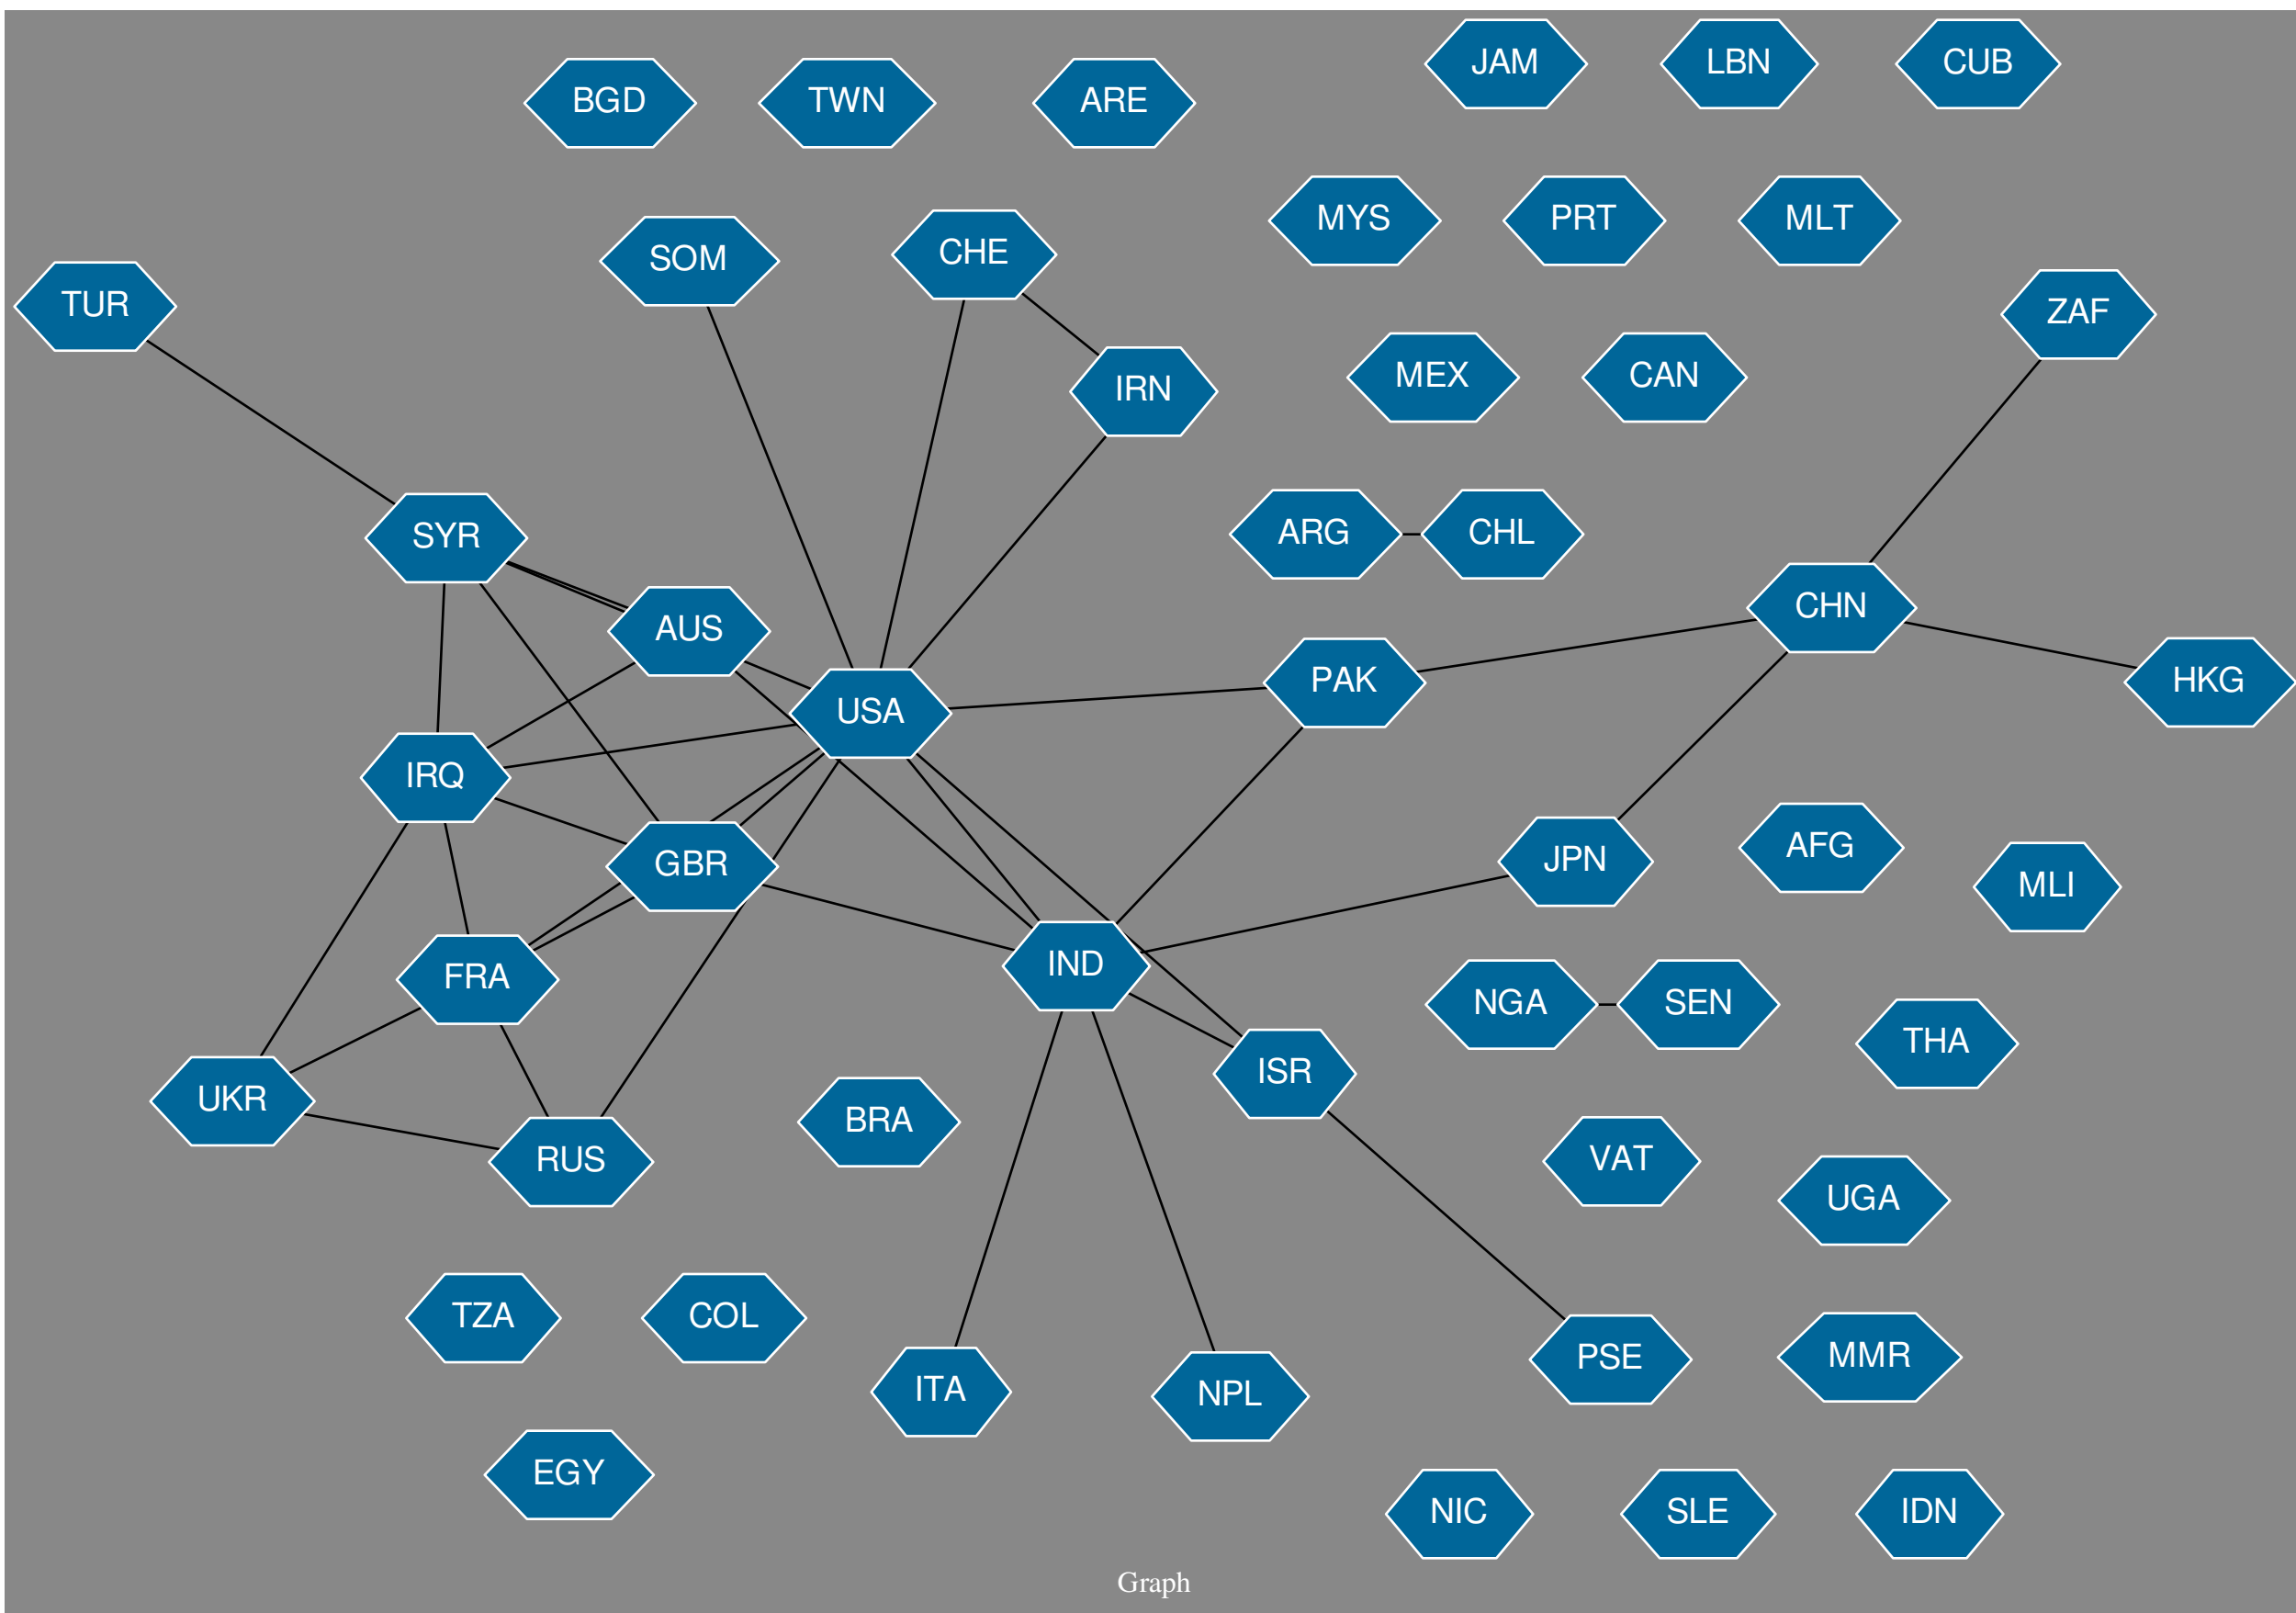 JAM
LBN
CUB
BGD
TWN
ARE
MYS
PRT
MLT
SOM
CHE
TUR
ZAF
IRN
MEX
CAN
SYR
ARG
CHL
CHN
AUS
PAK
HKG
USA
IRQ
GBR
JPN
AFG
MLI
IND
FRA
NGA
SEN
THA
ISR
UKR
BRA
RUS
VAT
UGA
TZA
COL
PSE
MMR
ITA
NPL
EGY
NIC
SLE
IDN
Graph